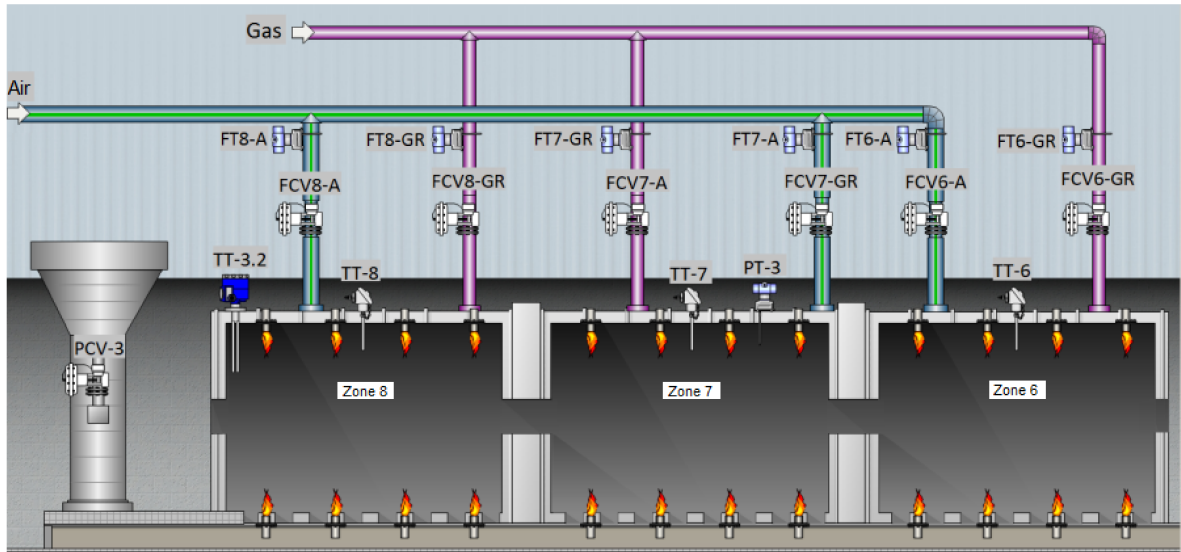 Gas
Air
FT8-A
FT8-GR
FT7-GR
FT7-A
FT6-A
FT6-GR
FCV8-A
FCV8-GR
FCV7-A
FCV7-GR
FCV6-A
FCV6-GR
TT-3.2
TT-8
TT-7
PT-3
TT-6
PCV-3
Zone 8
Zone 7
Zone 6